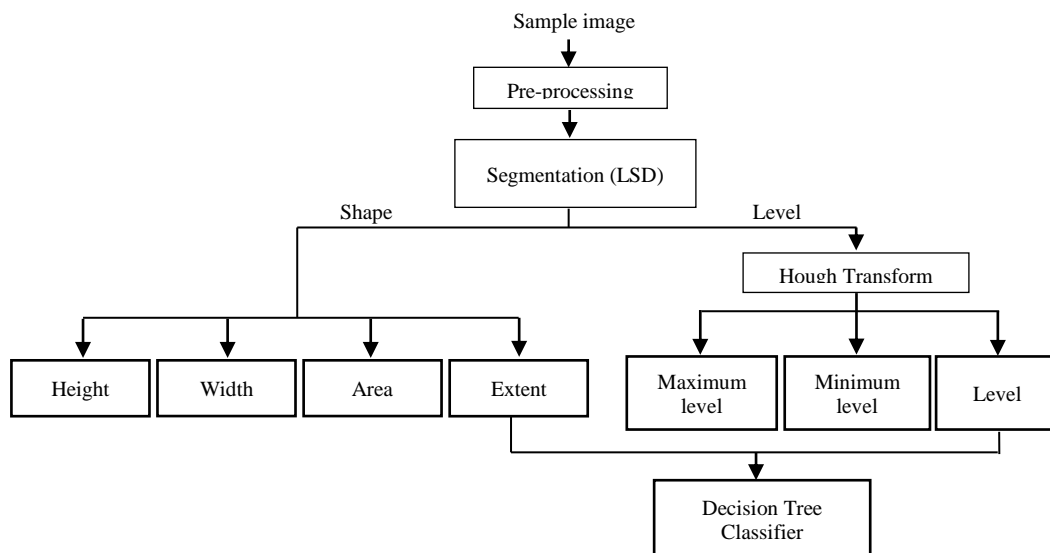 Sample image
Pre-processing
Segmentation (LSD)
Shape
Level
Hough Transform
Height
Width
Area
Extent
Maximum
level
Minimum
level
Level
Decision Tree
Classifier